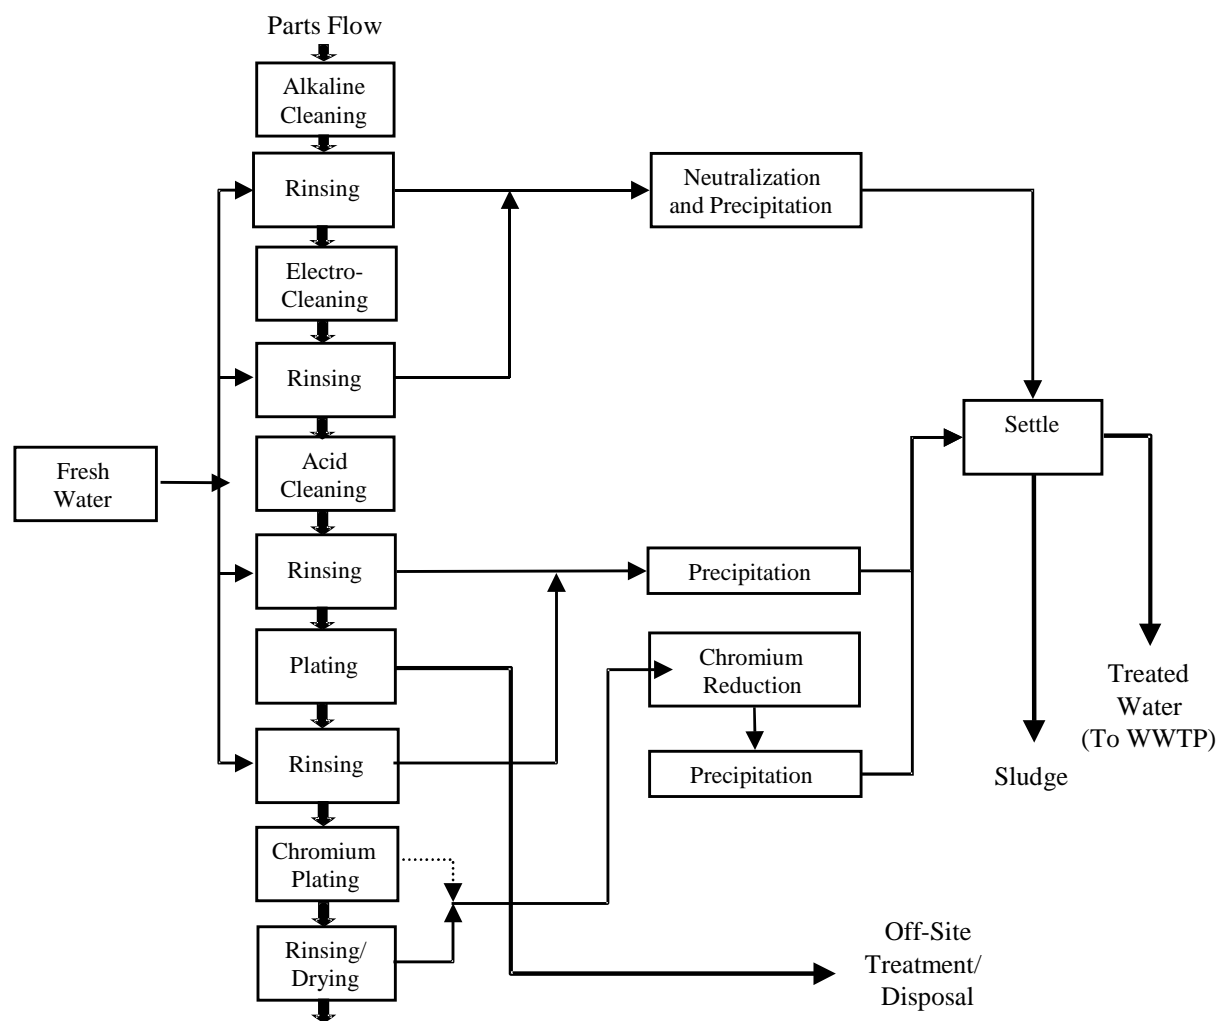 Parts Flow
Alkaline
Cleaning
Rinsing
Neutralization
and Precipitation
Electro-
Cleaning
Rinsing
Settle
Fresh
Water
Acid
Cleaning
Rinsing
Precipitation
Plating
Chromium
Reduction
Treated
Water
(To WWTP)
Rinsing
Precipitation
Sludge
Chromium
Plating
Rinsing/
Drying
Off-Site
Treatment/
Disposal